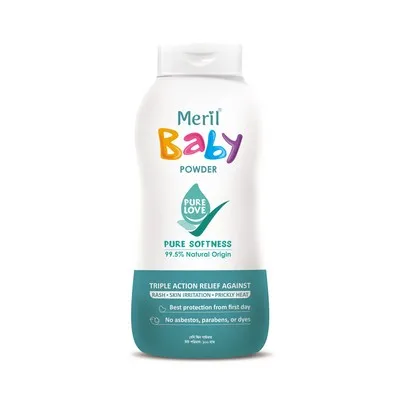 Meril®
Baby
POWDER
PURE
LOVE
PURE SOFTNESS
99.5% Natural Origin
TRIPLE ACTION RELIEF AGAINST
RASH • SKIN IRRITATION • PRICKLY HEAT
Best protection from first day
No asbestos, parabens, or dyes